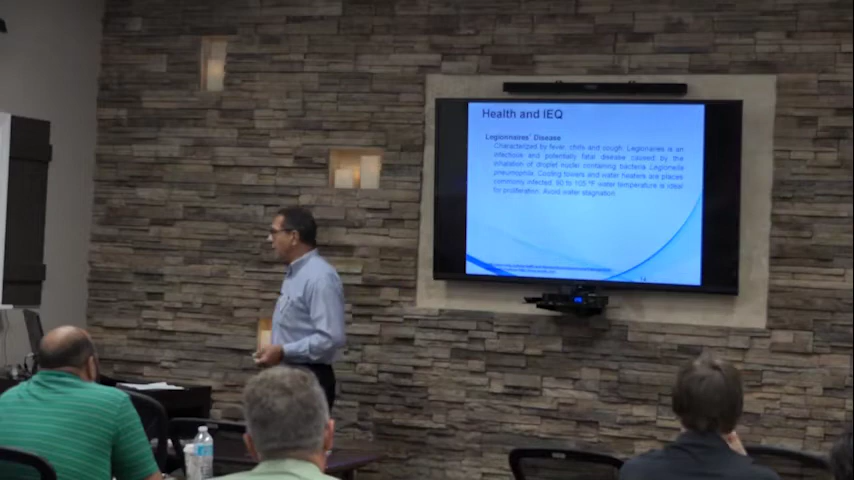 Health and IEQ
Legionnaires' Disease
Characterized by fever, chills and cough. Legionaires is an
infectious and potentially fatal disease caused by the
inhalation of droplet nuclei containing bacteria Legionella
pneumophila. Cooling towers and water heaters are places
commonly infected. 90 to 105 °F water temperature is ideal
for proliferation. Avoid water stagnation.
14